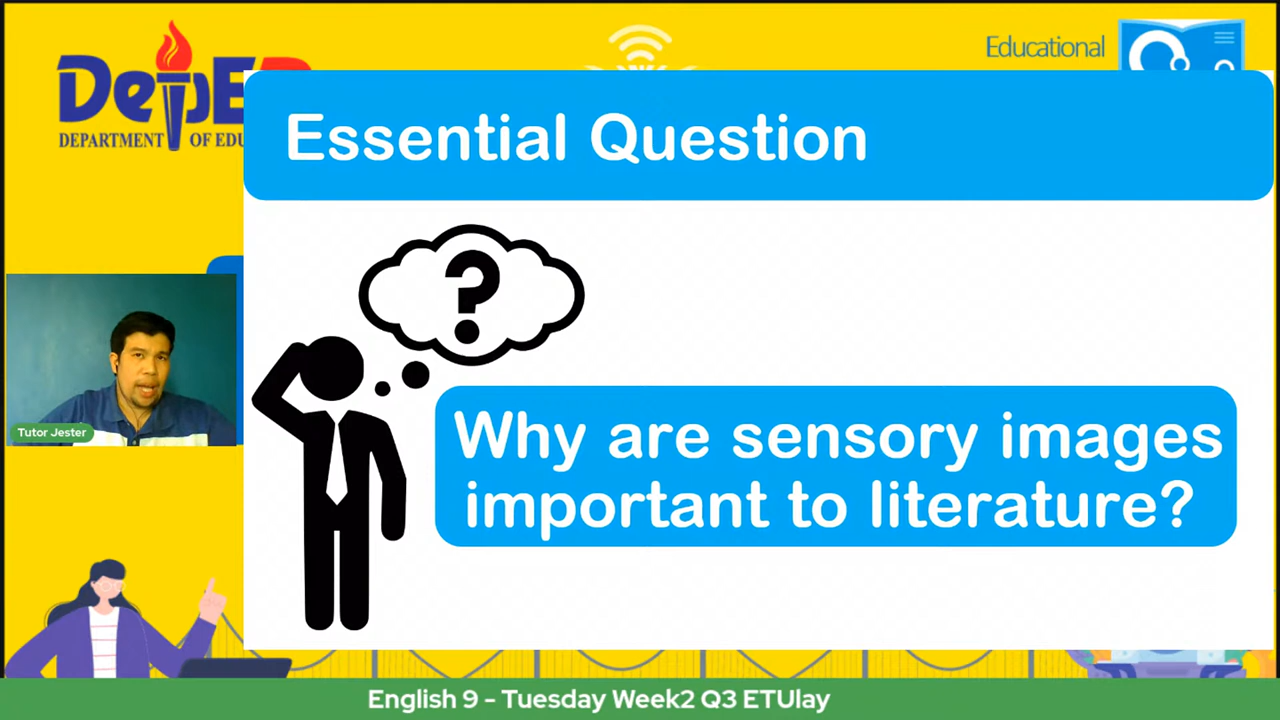 DepE
DEPARTMENT OF EDU
Educational
Essential Question
?
Why are sensory images
important to literature?
Tutor Jester
English 9 - Tuesday Week2 Q3 ETUlay